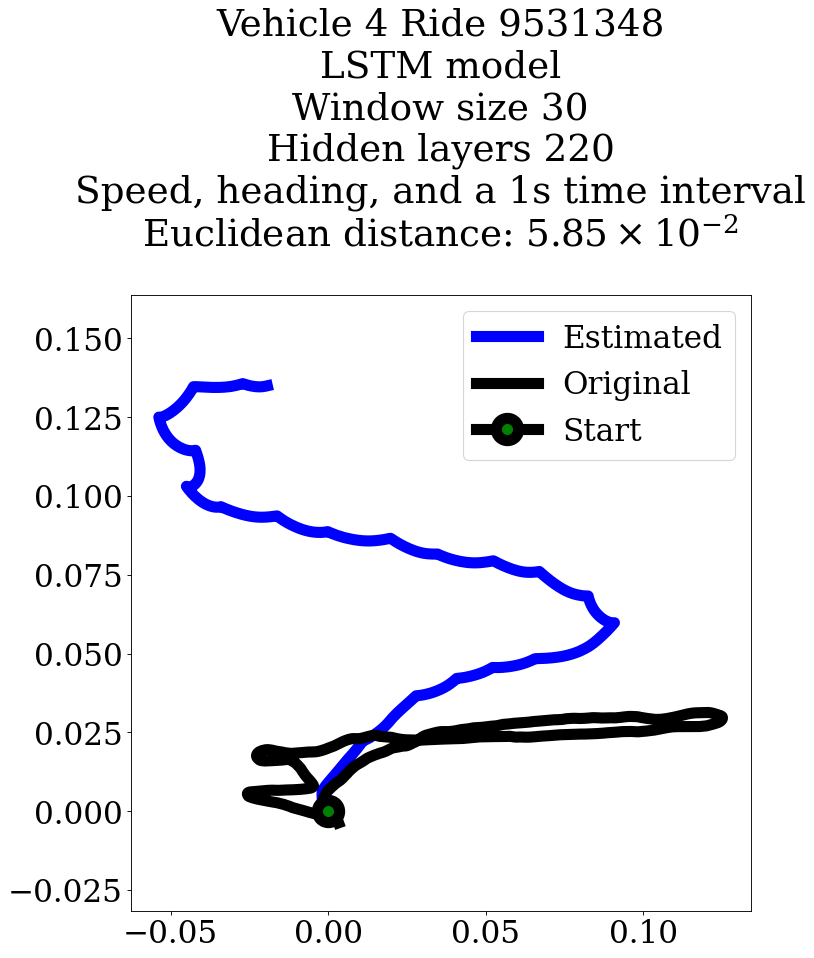 Vehicle 4 Ride 9531348
LSTM model
Window size 30
Hidden layers 220
Speed, heading, and a 1s time interval
Euclidean distance: 5.85 × 10⁻²
Estimated
Original
Start
0.150
0.125
0.100
0.075
0.050
0.025
0.000
−0.025
−0.05 0.00 0.05 0.10